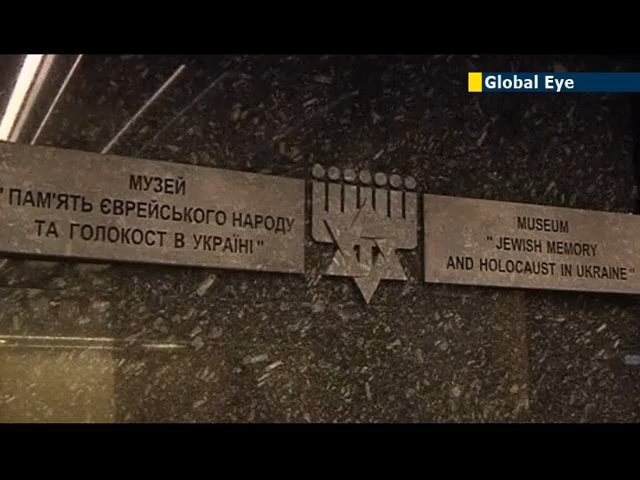 Global Eye
МУЗЕЙ
" ПАМ'ЯТЬ ЄВРЕЙСЬКОГО НАРОДУ
ТА ГОЛОКОСТ В УКРАЇНІ "
MUSEUM
" JEWISH MEMORY
AND HOLOCAUST IN UKRAINE "